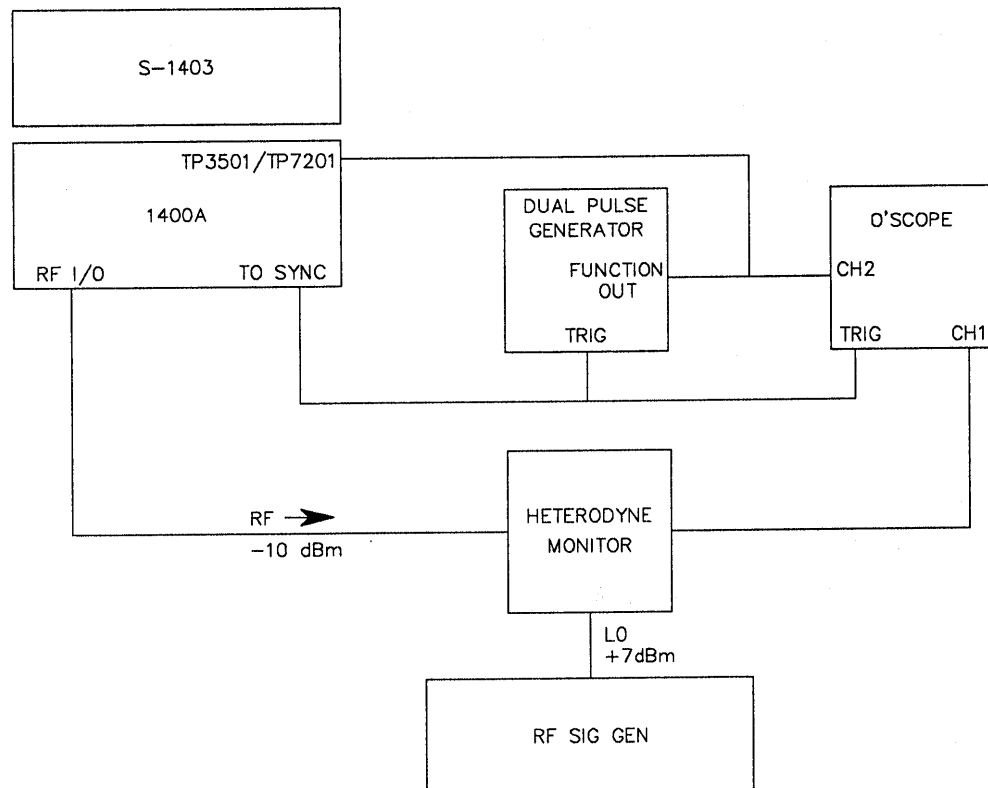 S-1403
TP3501/TP7201
1400A
RF I/O
TO SYNC
DUAL PULSE
GENERATOR
FUNCTION
OUT
TRIG
O'SCOPE
CH2
TRIG
CH1
RF
-10 dBm
HETERODYNE
MONITOR
LO
+7dBm
RF SIG GEN